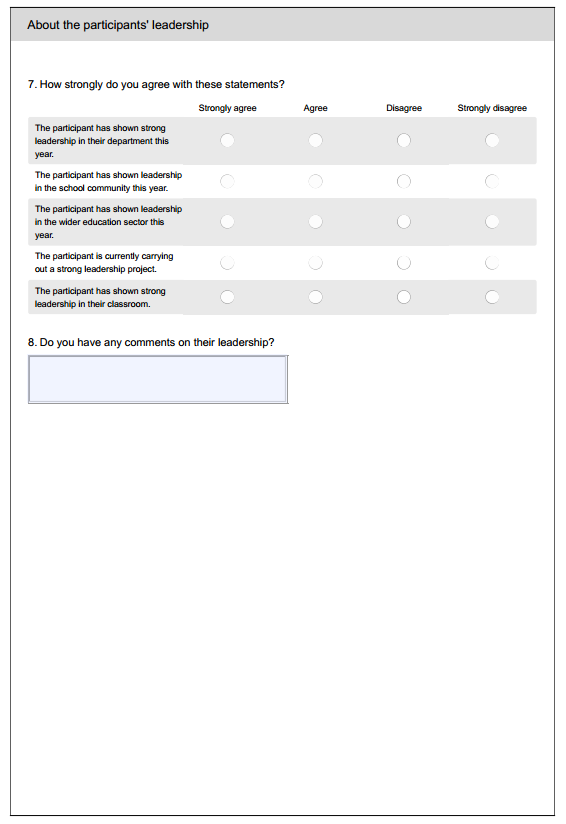 About the participants' leadership
7. How strongly do you agree with these statements?
Strongly agree Agree Disagree Strongly disagree
The participant has shown strong
leadership in their department this
year.
The participant has shown leadership
in the school community this year.
The participant has shown leadership
in the wider education sector this
year.
The participant is currently carrying
out a strong leadership project.
The participant has shown strong
leadership in their classroom.
8. Do you have any comments on their leadership?